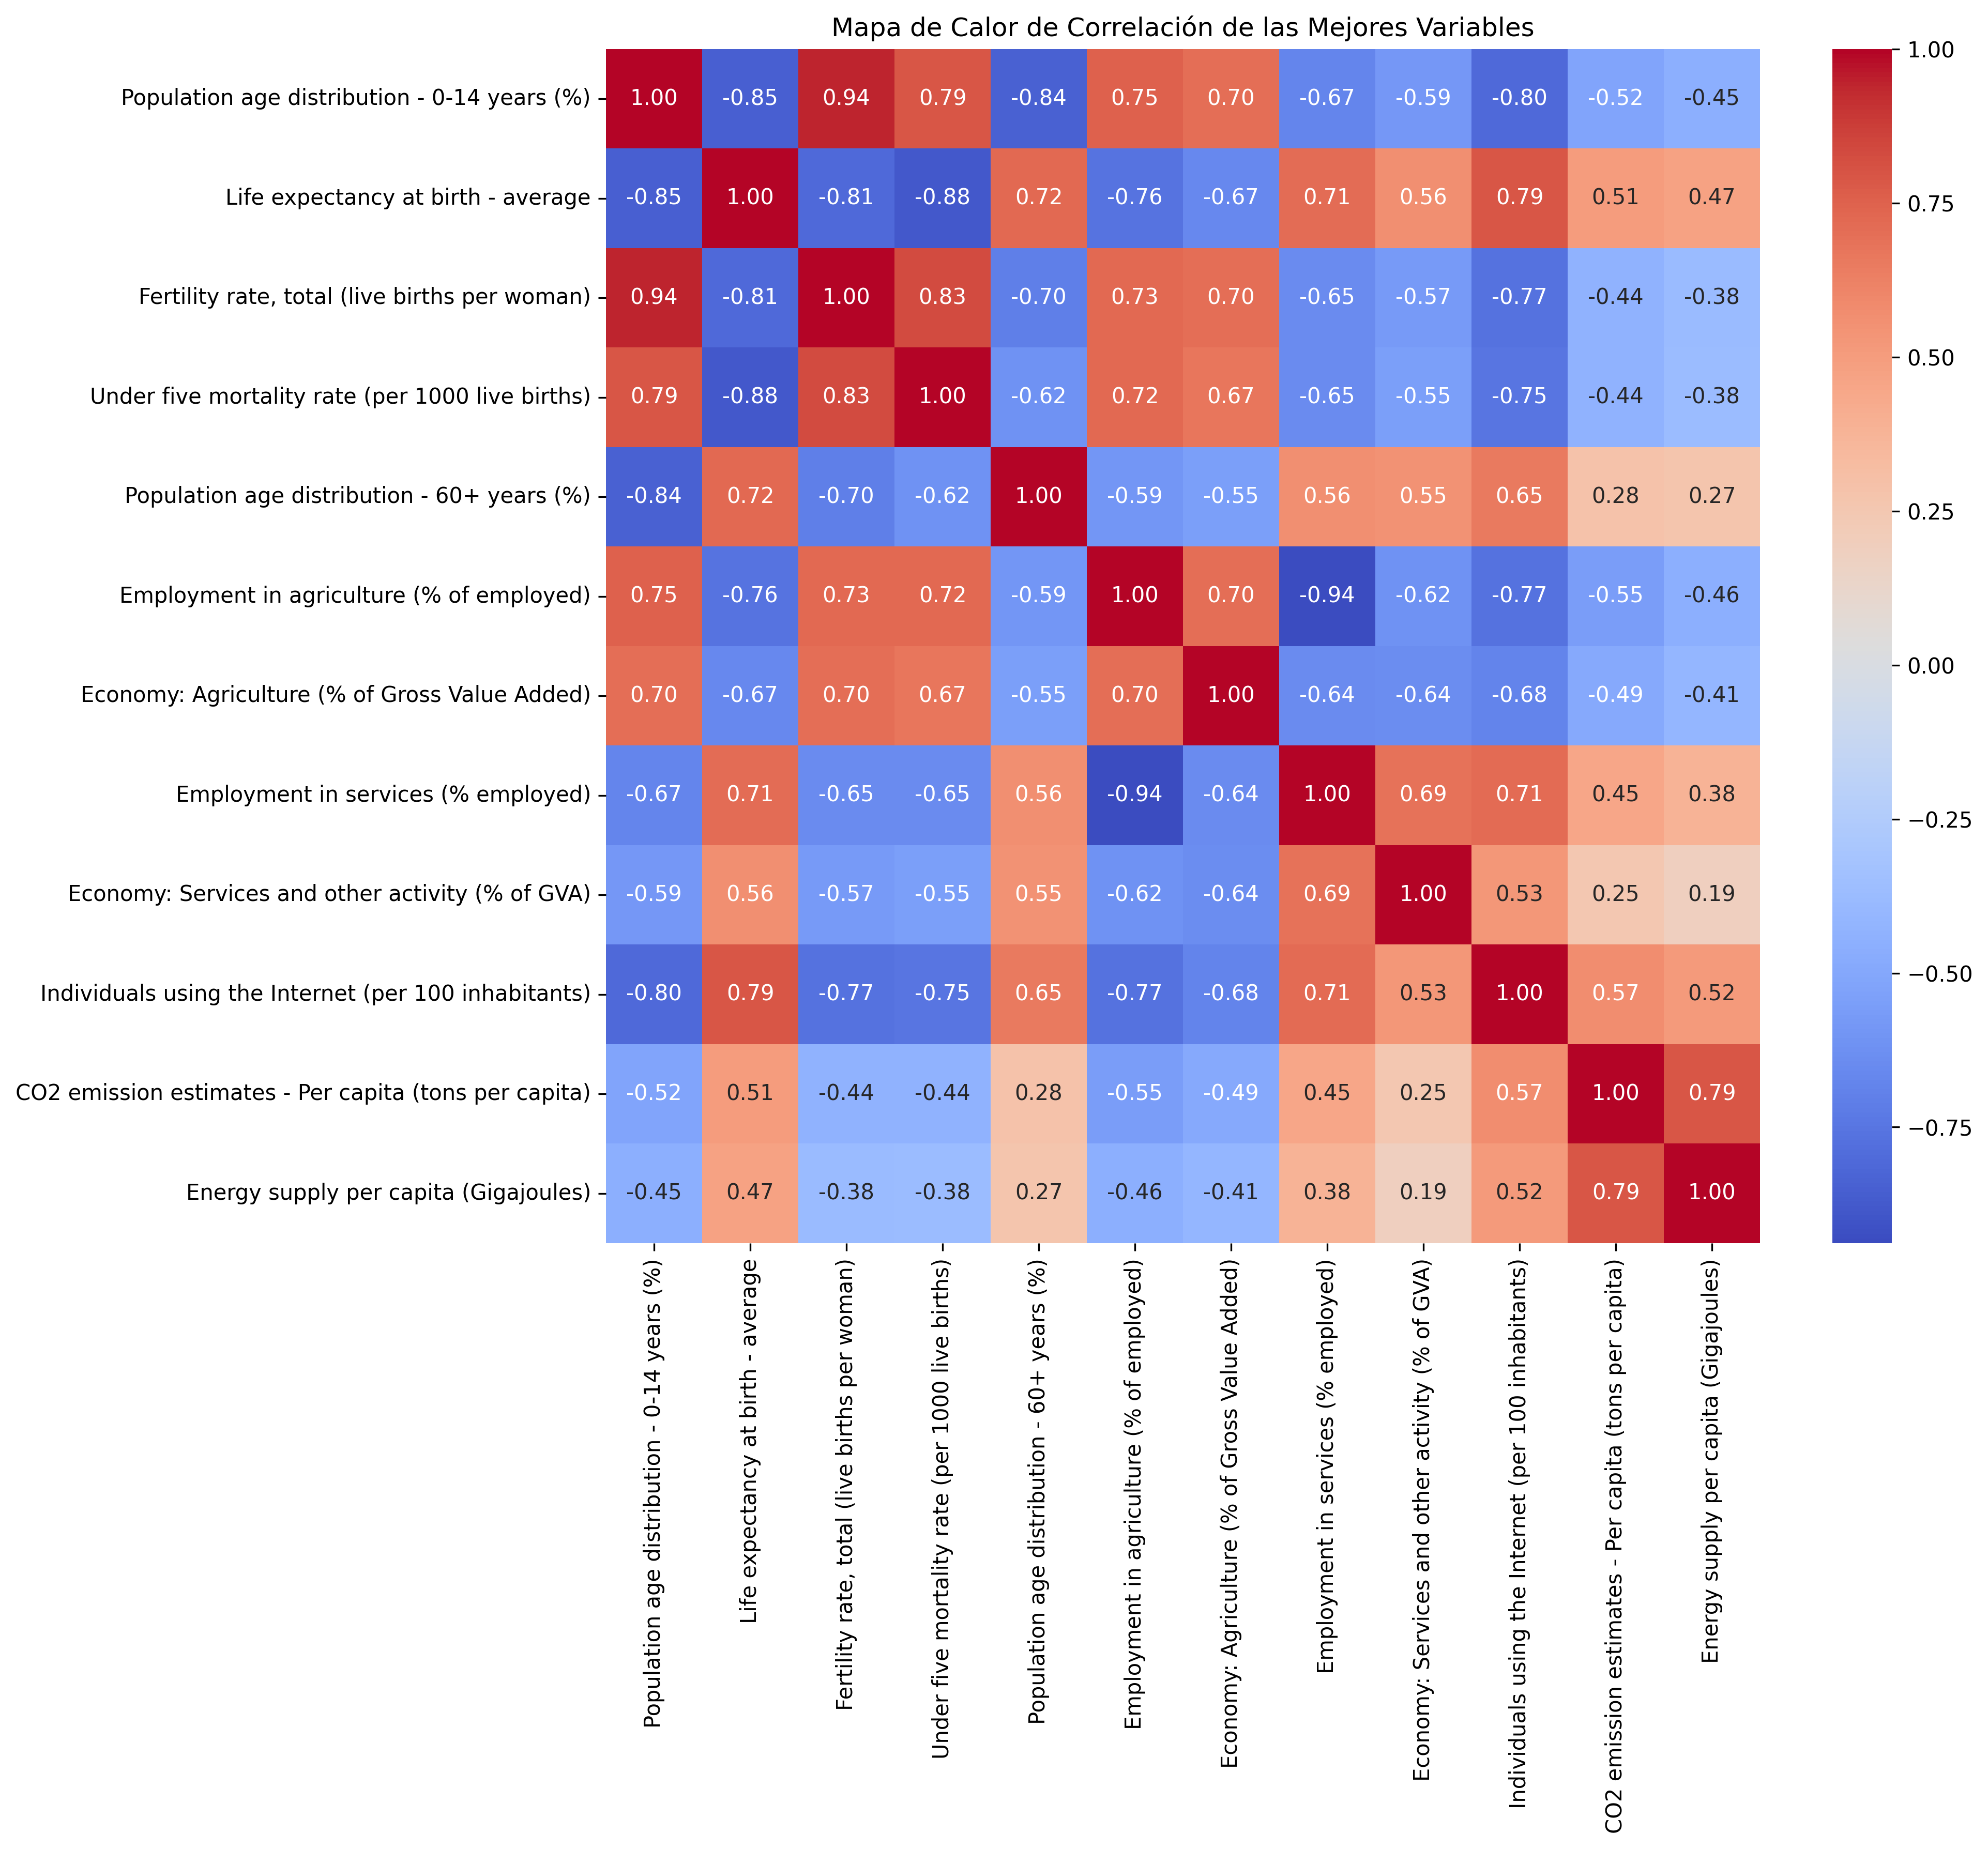 Mapa de Calor de Correlación de las Mejores Variables
Population age distribution - 0-14 years (%) 1.00 -0.85 0.94 0.79 -0.84 0.75 0.70 -0.67 -0.59 -0.80 -0.52 -0.45
Life expectancy at birth - average -0.85 1.00 -0.81 -0.88 0.72 -0.76 -0.67 0.71 0.56 0.79 0.51 0.47
Fertility rate, total (live births per woman) 0.94 -0.81 1.00 0.83 -0.70 0.73 0.70 -0.65 -0.57 -0.77 -0.44 -0.38
Under five mortality rate (per 1000 live births) 0.79 -0.88 0.83 1.00 -0.62 0.72 0.67 -0.65 -0.55 -0.75 -0.44 -0.38
Population age distribution - 60+ years (%) -0.84 0.72 -0.70 -0.62 1.00 -0.59 -0.55 0.56 0.55 0.65 0.28 0.27
Employment in agriculture (% of employed) 0.75 -0.76 0.73 0.72 -0.59 1.00 0.70 -0.94 -0.62 -0.77 -0.55 -0.46
Economy: Agriculture (% of Gross Value Added) 0.70 -0.67 0.70 0.67 -0.55 0.70 1.00 -0.64 -0.64 -0.68 -0.49 -0.41
Employment in services (% employed) -0.67 0.71 -0.65 -0.65 0.56 -0.94 -0.64 1.00 0.69 0.71 0.45 0.38
Economy: Services and other activity (% of GVA) -0.59 0.56 -0.57 -0.55 0.55 -0.62 -0.64 0.69 1.00 0.53 0.25 0.19
Individuals using the Internet (per 100 inhabitants) -0.80 0.79 -0.77 -0.75 0.65 -0.77 -0.68 0.71 0.53 1.00 0.57 0.52
CO2 emission estimates - Per capita (tons per capita) -0.52 0.51 -0.44 -0.44 0.28 -0.55 -0.49 0.45 0.25 0.57 1.00 0.79
Energy supply per capita (Gigajoules) -0.45 0.47 -0.38 -0.38 0.27 -0.46 -0.41 0.38 0.19 0.52 0.79 1.00
Population age distribution - 0-14 years (%)
Life expectancy at birth - average
Fertility rate, total (live births per woman)
Under five mortality rate (per 1000 live births)
Population age distribution - 60+ years (%)
Employment in agriculture (% of employed)
Economy: Agriculture (% of Gross Value Added)
Employment in services (% employed)
Economy: Services and other activity (% of GVA)
Individuals using the Internet (per 100 inhabitants)
CO2 emission estimates - Per capita (tons per capita)
Energy supply per capita (Gigajoules)
1.00
0.75
0.50
0.25
0.00
−0.25
−0.50
−0.75